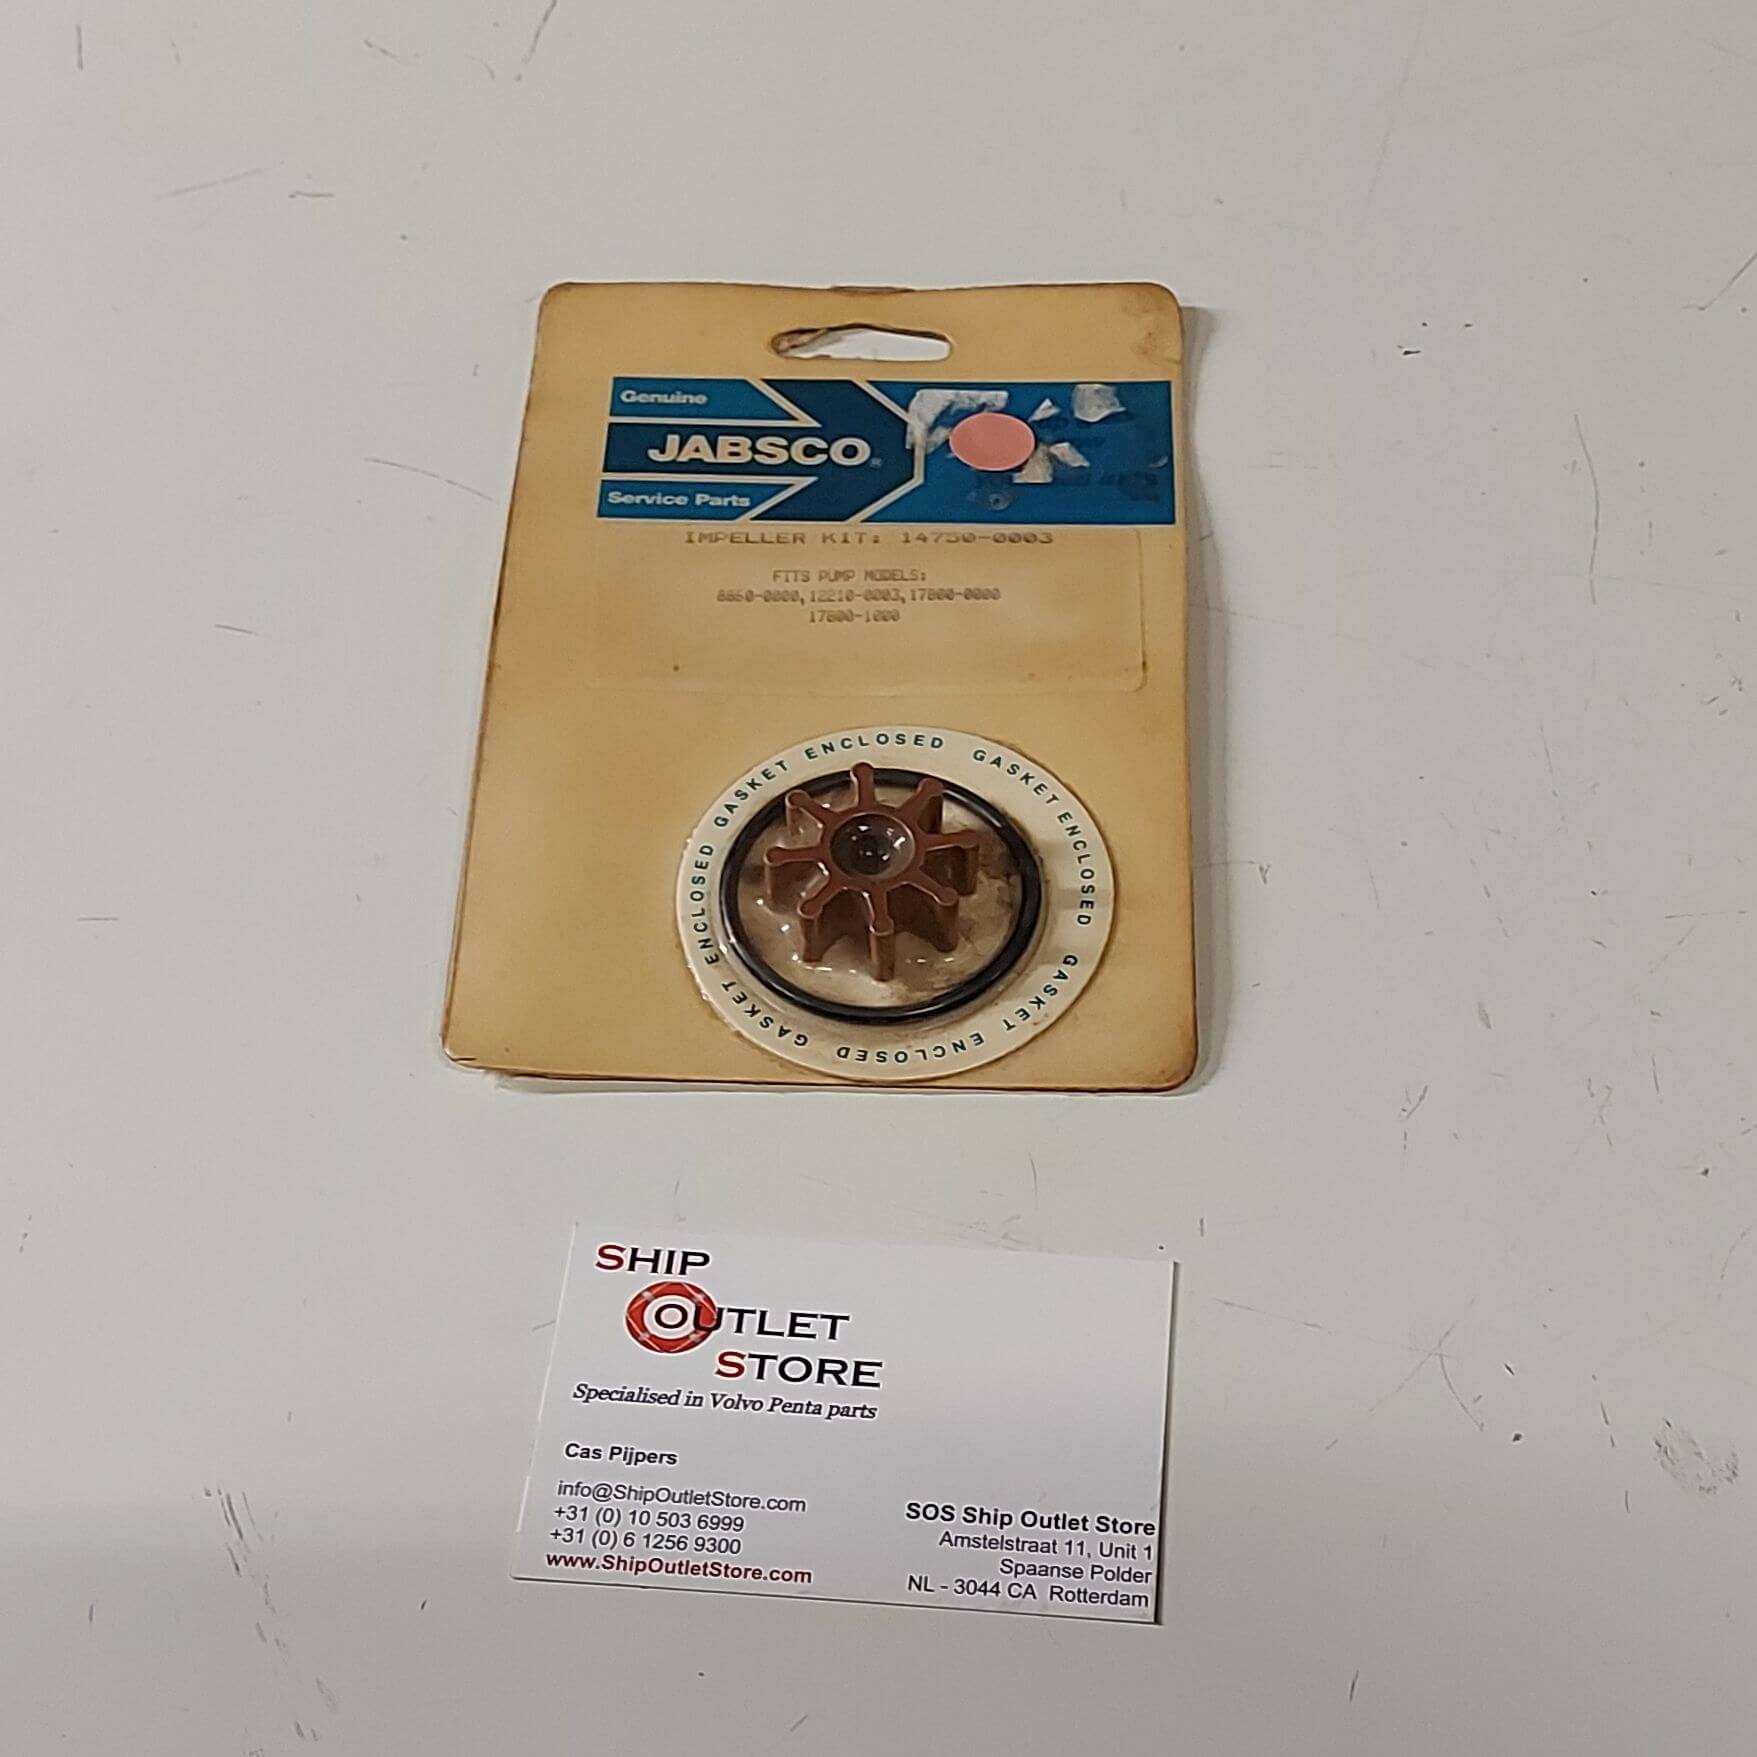 Genuine
JABSCO®
Service Parts
IMPELLER KIT: 14750-0003
FITS PUMP MODELS:
8860-0000,12210-0003,17800-0000
17800-1000
GASKET ENCLOSED GASKET ENCLOSED GASKET ENCLOSED GASKET ENCLOSED
SHIP
OUTLET
STORE
Specialised in Volvo Penta parts
Cas Pijpers
info@ShipOutletStore.com
+31 (0) 10 503 6999
+31 (0) 6 1256 9300
www.ShipOutletStore.com
SOS Ship Outlet Store
Amstelstraat 11, Unit 1
Spaanse Polder
NL - 3044 CA Rotterdam